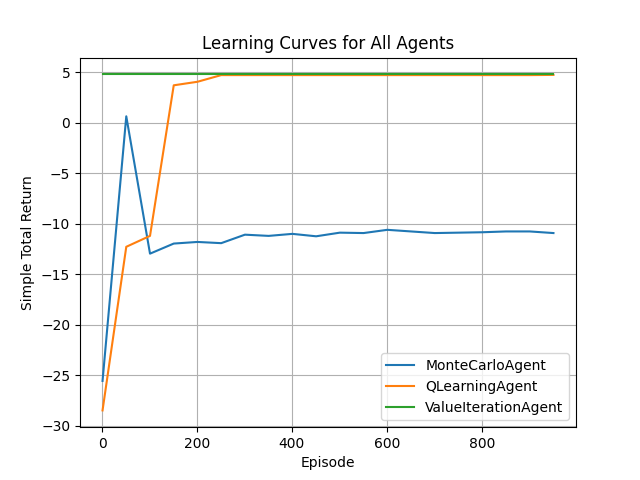 Learning Curves for All Agents
Simple Total Return
5
0
−5
−10
−15
−20
−25
−30
0
200
400
600
800
Episode
MonteCarloAgent
QLearningAgent
ValueIterationAgent